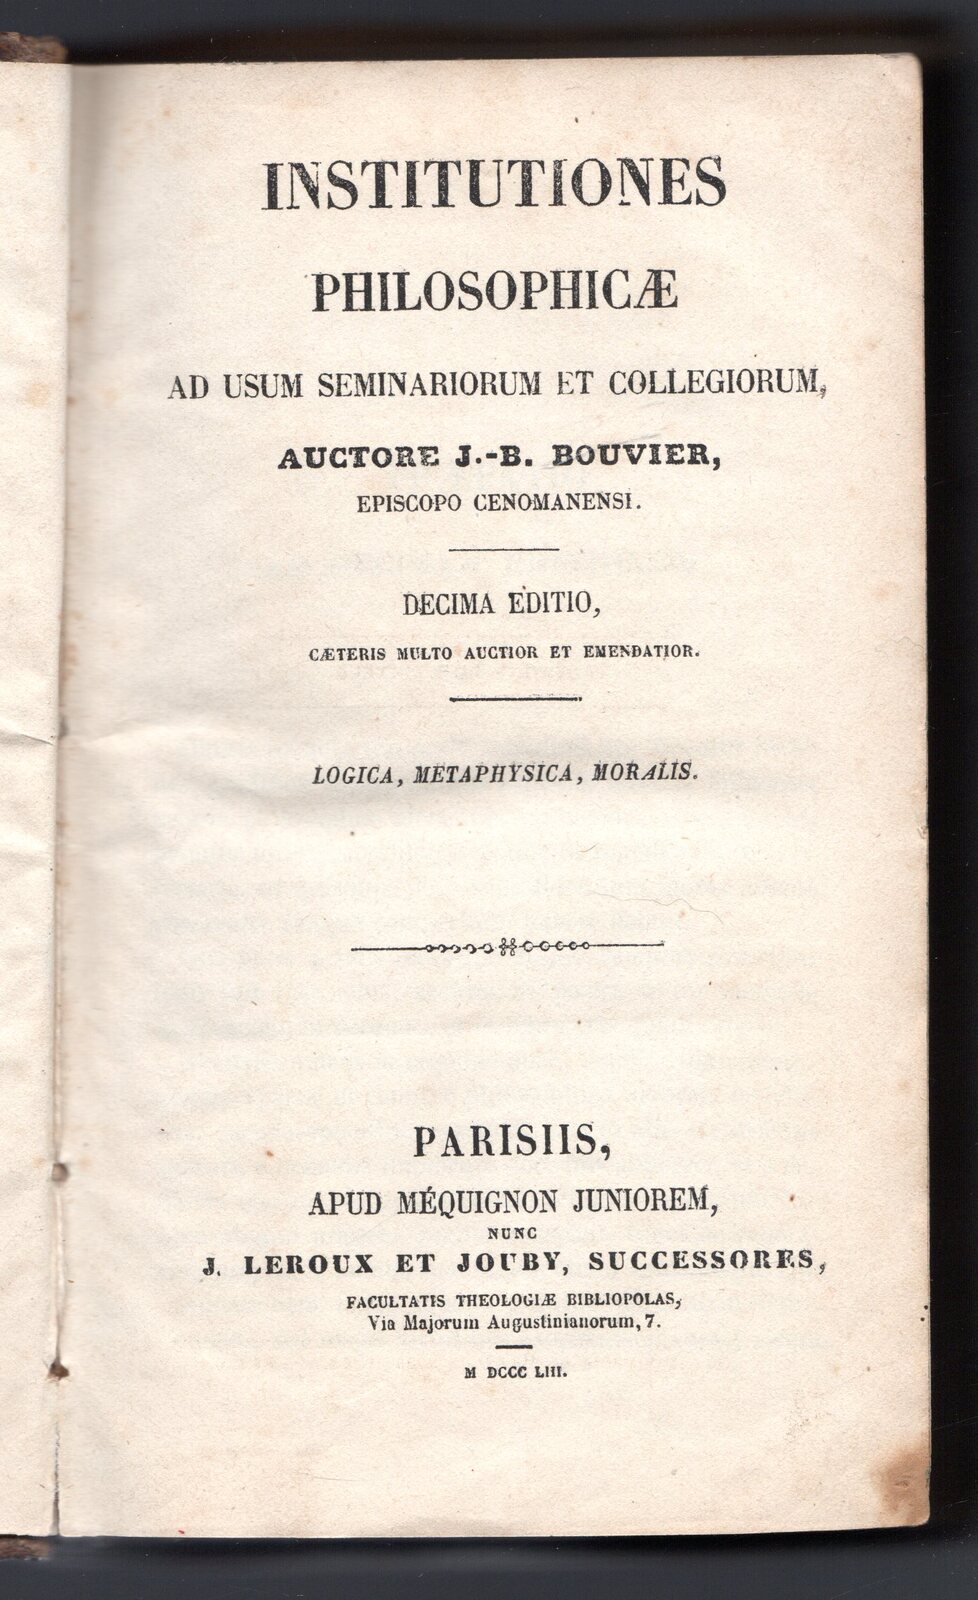 INSTITUTIONES
PHILOSOPHICÆ
AD USUM SEMINARIORUM ET COLLEGIORUM,
AUCTORE J.-B. BOUVIER,
EPISCOPO CENOMANENSI.
DECIMA EDITIO,
CÆTERIS MULTO AUCTIOR ET EMENDATIOR.
LOGICA, METAPHYSICA, MORALIS.
PARISIIS,
APUD MÉQUIGNON JUNIOREM,
NUNC
J. LEROUX ET JOUBY, SUCCESSORES,
FACULTATIS THEOLOGIÆ BIBLIOPOLAS,
Via Majorum Augustinianorum, 7.
M DCCC LIII.